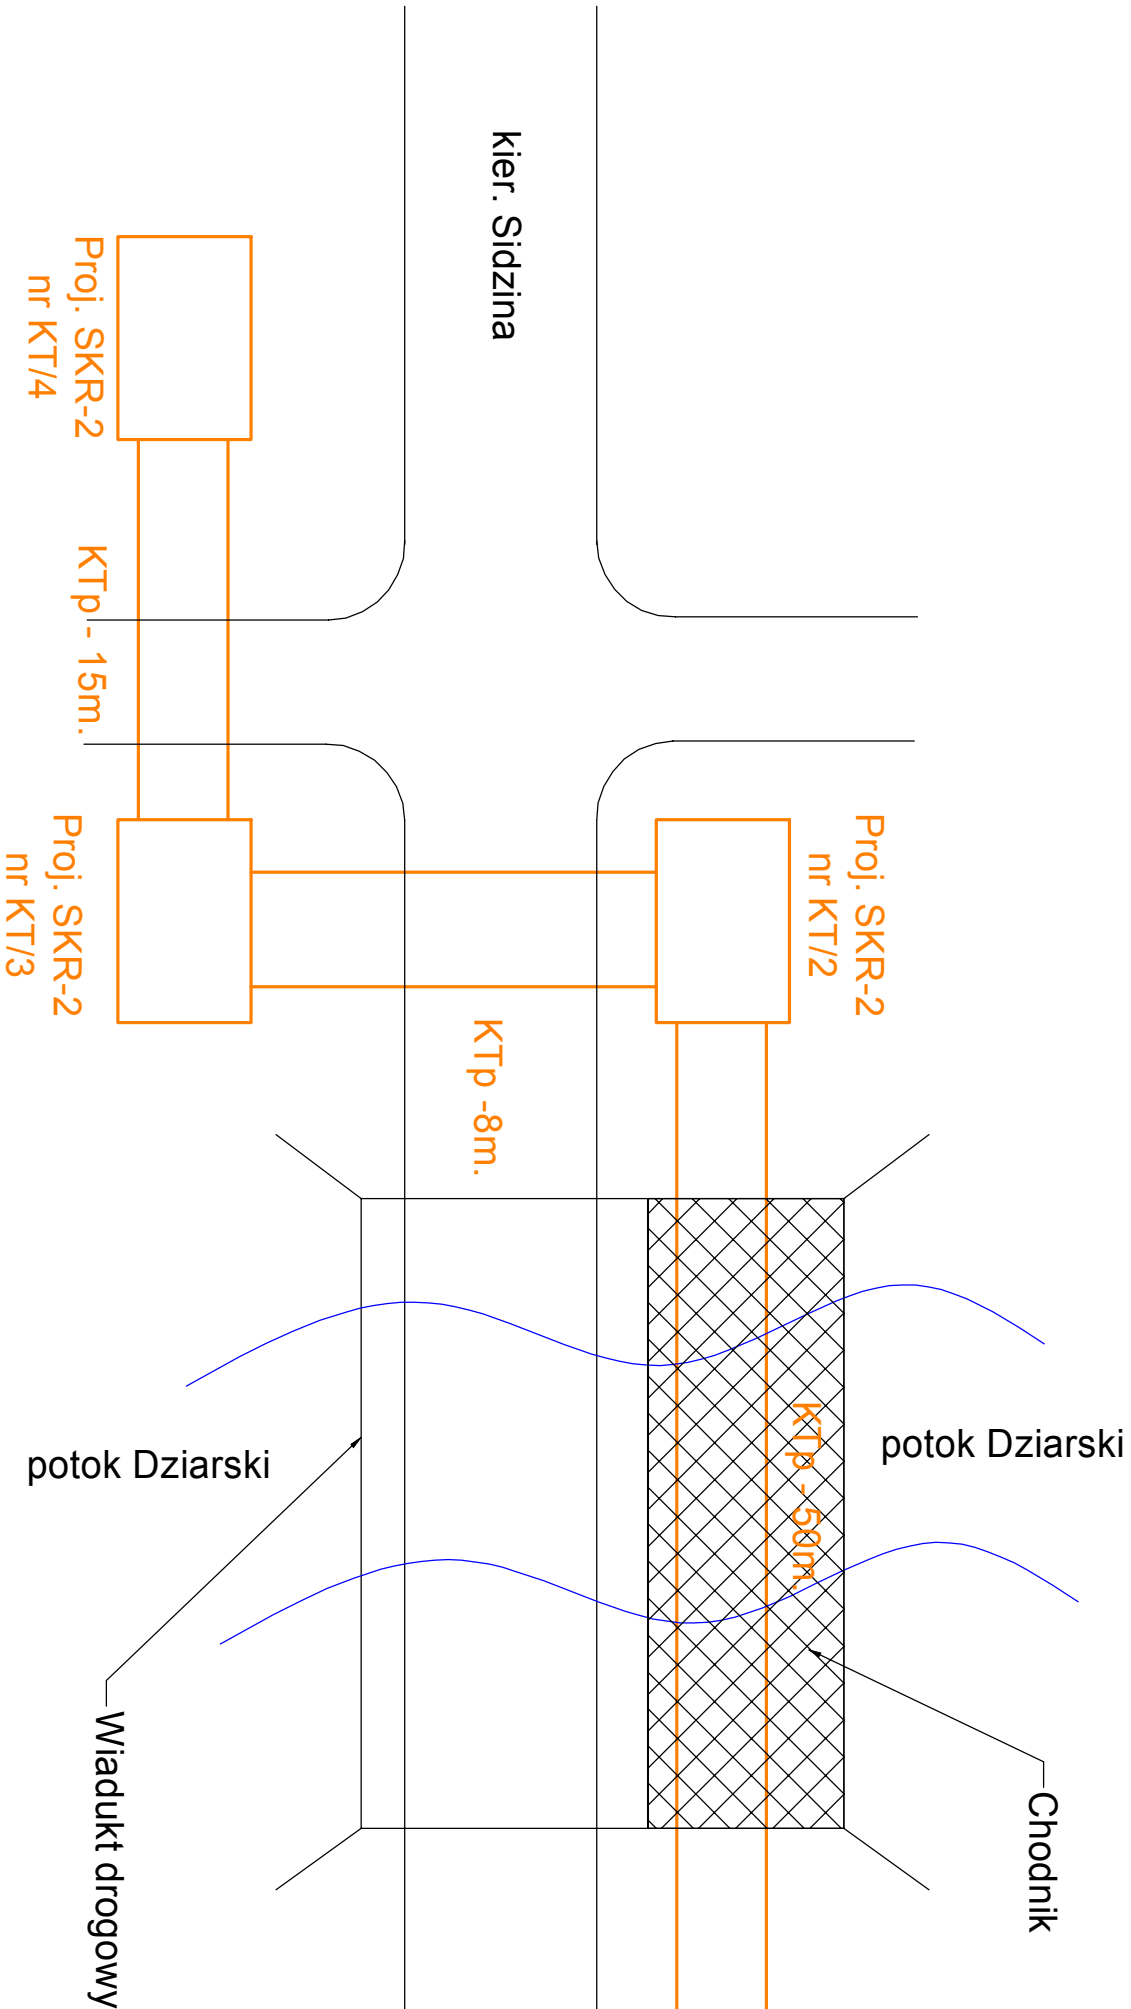 kier. Sidzina
Proj. SKR-2
nr KT/4
KTp - 15m.
Proj. SKR-2
nr KT/3
Proj. SKR-2
nr KT/2
KTp -8m.
KTp - 50m.
potok Dziarski
potok Dziarski
Wiadukt drogowy
Chodnik